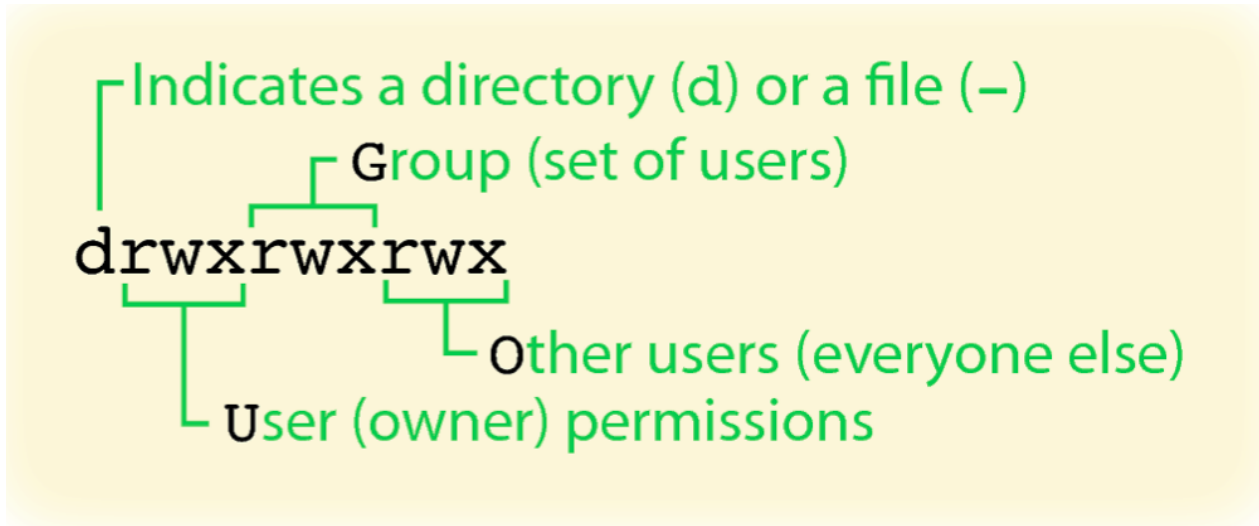 Indicates a directory (d) or a file (-)
Group (set of users)
drwxrwxrwx
Other users (everyone else)
User (owner) permissions